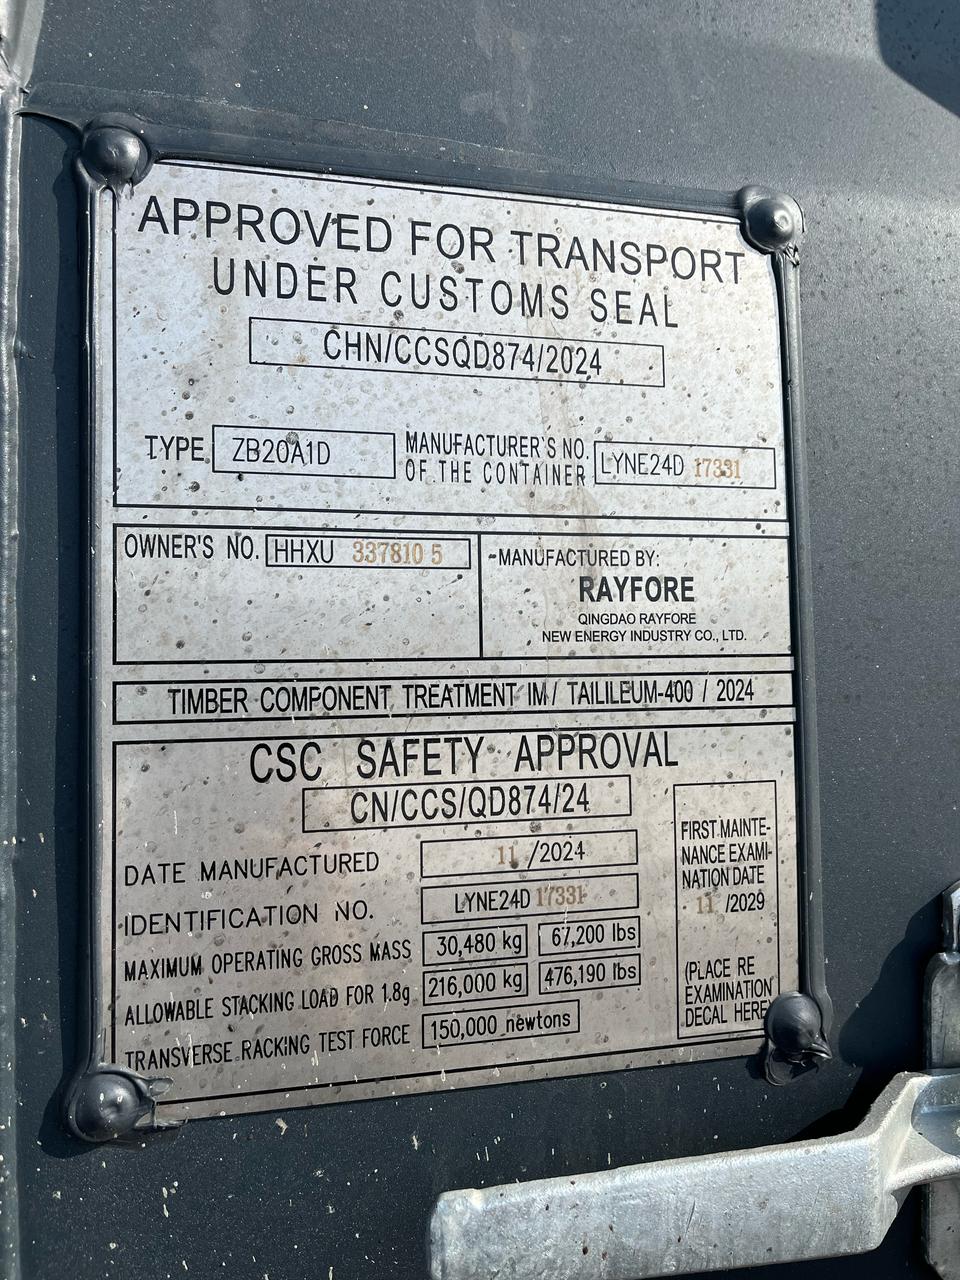 APPROVED FOR TRANSPORT
UNDER CUSTOMS SEAL
CHN/CCSQD874/2024
TYPE ZB20A1D
MANUFACTURER'S NO.
OF THE CONTAINER
LYNE24D 17331
OWNER'S NO. HHXU 337810 5
MANUFACTURED BY:
RAYFORE
QINGDAO RAYFORE
NEW ENERGY INDUSTRY CO., LTD.
TIMBER COMPONENT TREATMENT IM / TAILILEUM-400 / 2024
CSC SAFETY APPROVAL
CN/CCS/QD874/24
DATE MANUFACTURED 11 /2024
IDENTIFICATION NO. LYNE24D 17331
MAXIMUM OPERATING GROSS MASS 30,480 kg 67,200 lbs
ALLOWABLE STACKING LOAD FOR 1.8g 216,000 kg 476,190 lbs
TRANSVERSE RACKING TEST FORCE 150,000 newtons
FIRST MAINTE-
NANCE EXAMI-
NATION DATE
11 /2029
(PLACE RE
EXAMINATION
DECAL HERE)